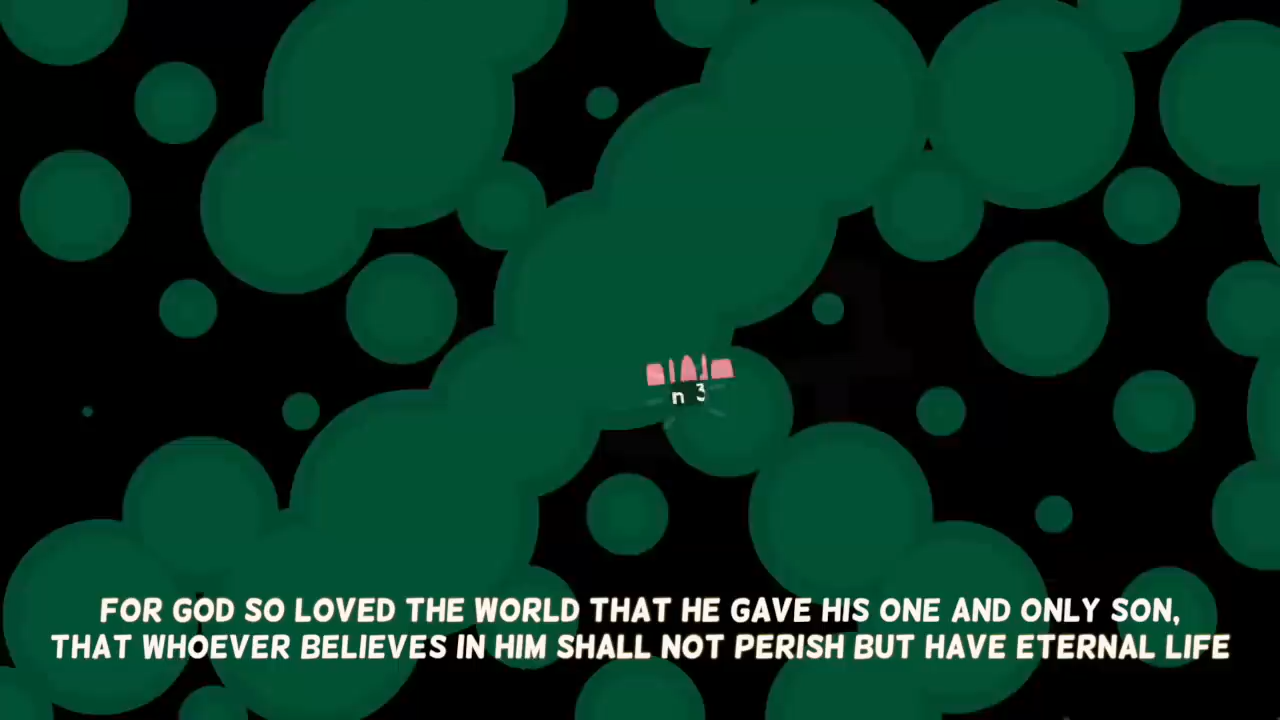 n 3
FOR GOD SO LOVED THE WORLD THAT HE GAVE HIS ONE AND ONLY SON,
THAT WHOEVER BELIEVES IN HIM SHALL NOT PERISH BUT HAVE ETERNAL LIFE